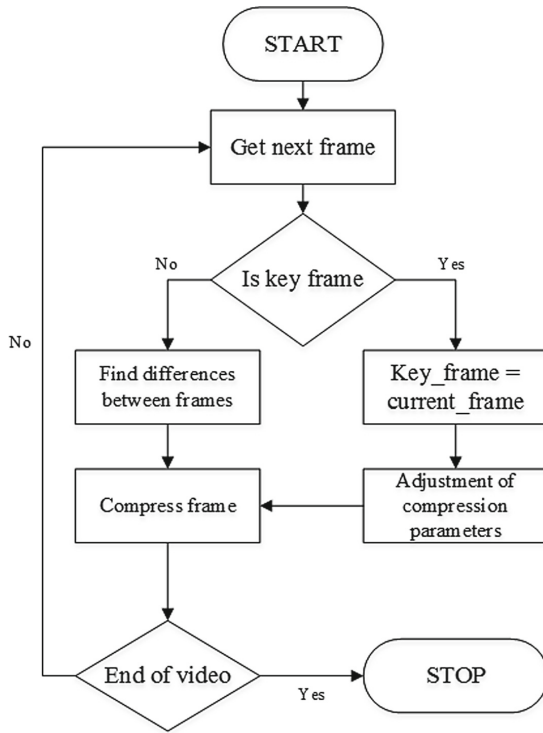 START
Get next frame
Is key frame
No
Yes
No
Find differences
between frames
Key_frame =
current_frame
Compress frame
Adjustment of
compression
parameters
End of video
Yes
STOP